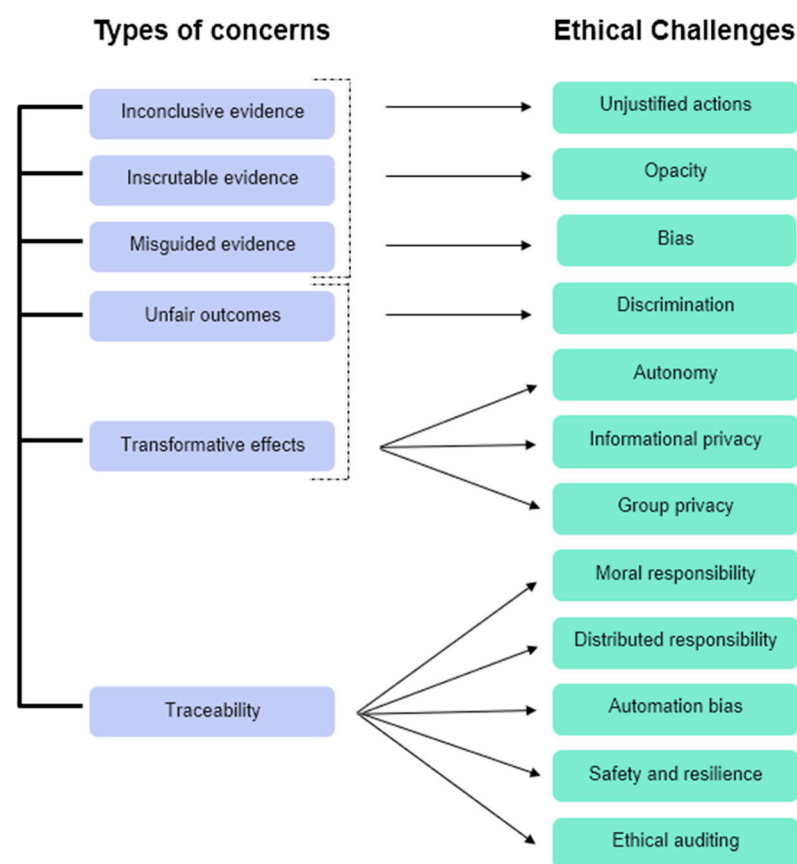 Types of concerns
Ethical Challenges
Inconclusive evidence
Unjustified actions
Inscrutable evidence
Opacity
Misguided evidence
Bias
Unfair outcomes
Discrimination
Autonomy
Transformative effects
Informational privacy
Group privacy
Moral responsibility
Distributed responsibility
Traceability
Automation bias
Safety and resilience
Ethical auditing